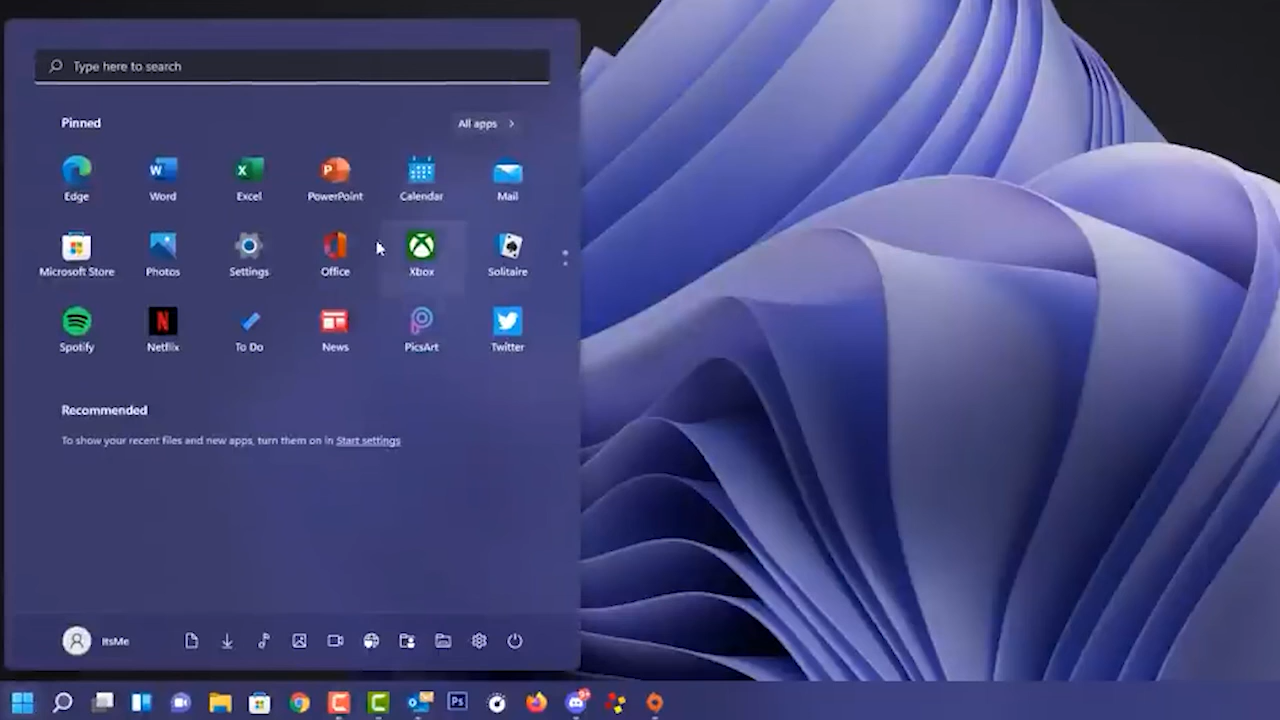 Type here to search
Pinned
All apps
Edge Word Excel PowerPoint Calendar Mail
Microsoft Store Photos Settings Office Xbox Solitaire
Spotify Netflix To Do News PicsArt Twitter
Recommended
To show your recent files and new apps, turn them on in Start settings
ItsMe